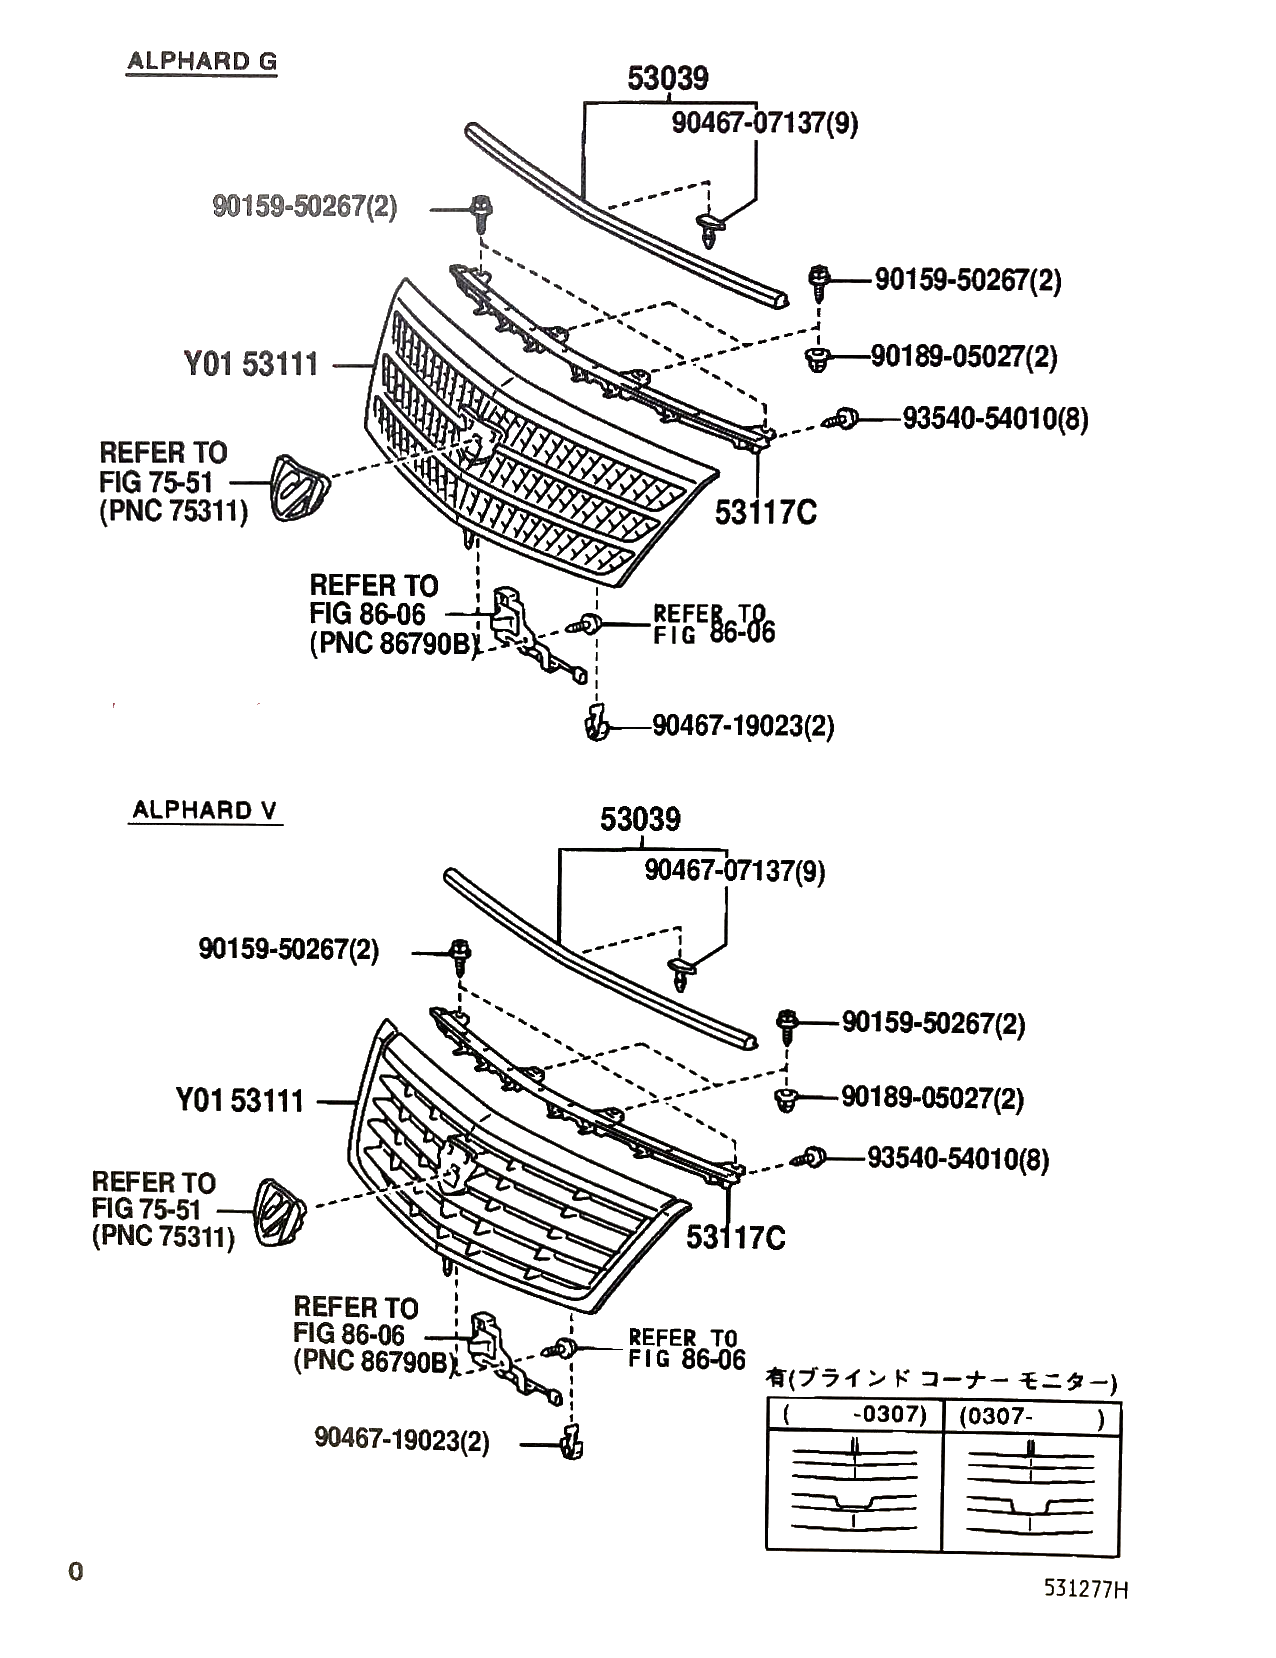 ALPHARD G
53039
90467-07137(9)
90159-50267(2)
90159-50267(2)
Y01 53111
90189-05027(2)
93540-54010(8)
REFER TO
FIG 75-51
(PNC 75311)
53117C
REFER TO
FIG 86-06
(PNC 86790B)
REFER TO
FIG 86-06
90467-19023(2)
ALPHARD V
53039
90467-07137(9)
90159-50267(2)
90159-50267(2)
Y01 53111
90189-05027(2)
93540-54010(8)
REFER TO
FIG 75-51
(PNC 75311)
53117C
REFER TO
FIG 86-06
(PNC 86790B)
REFER TO
FIG 86-06
90467-19023(2)
有(ブラインド コーナー モニター)
( -0307) (0307- )
0
531277H